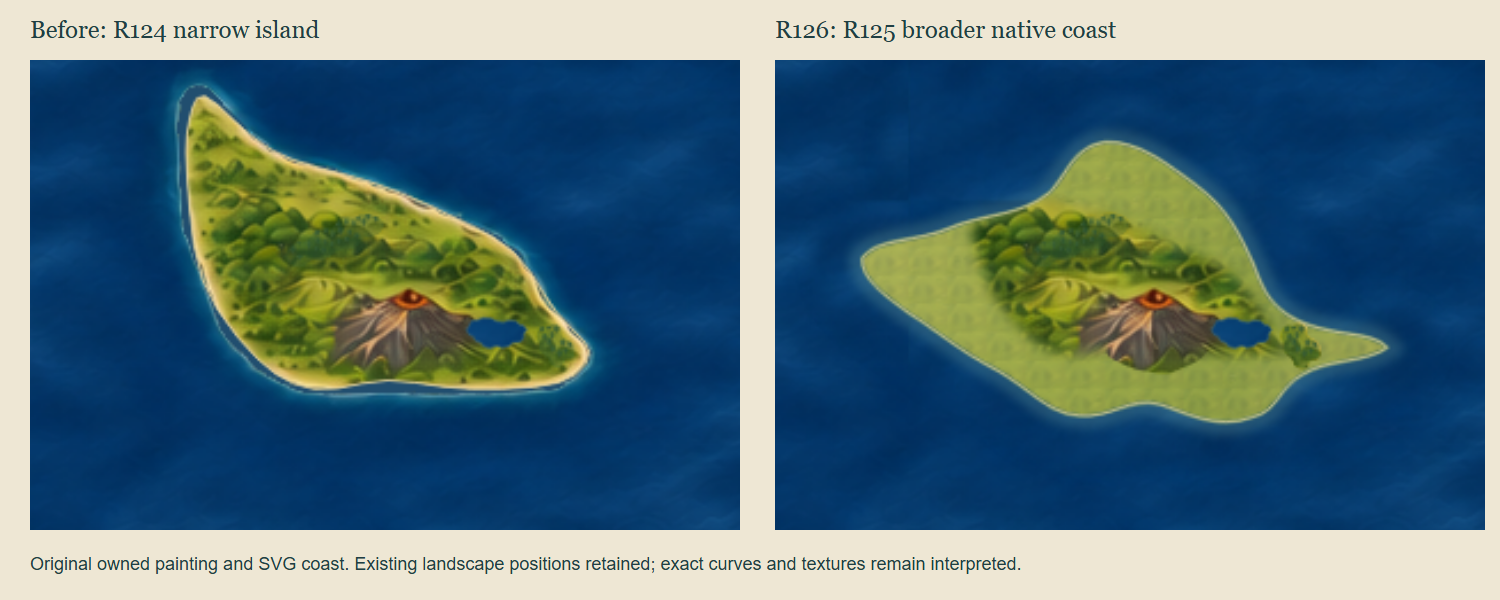 Before: R124 narrow island
R126: R125 broader native coast
Original owned painting and SVG coast. Existing landscape positions retained; exact curves and textures remain interpreted.